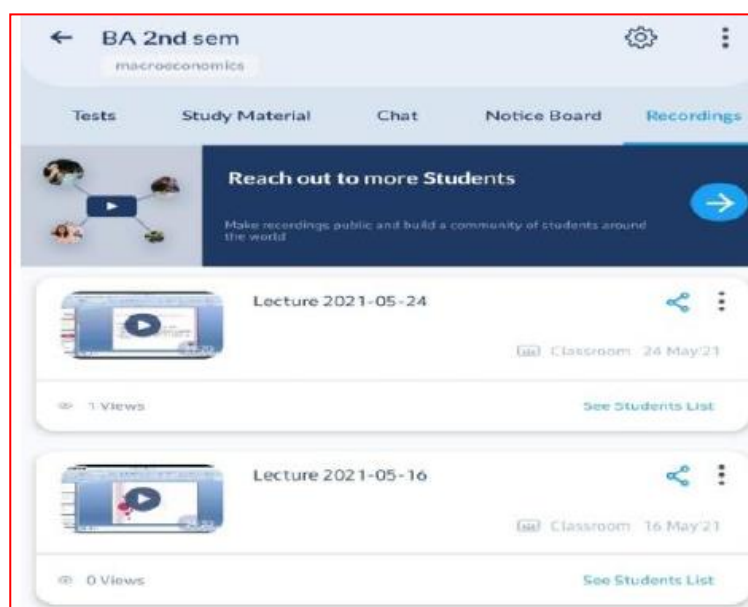 BA 2nd sem
macroeconomics
Tests Study Material Chat Notice Board Recordings
Reach out to more Students
Make recordings public and build a community of students around
the world
Lecture 2021-05-24
Classroom 24 May'21
1 Views See Students List
Lecture 2021-05-16
Classroom 16 May'21
0 Views See Students List